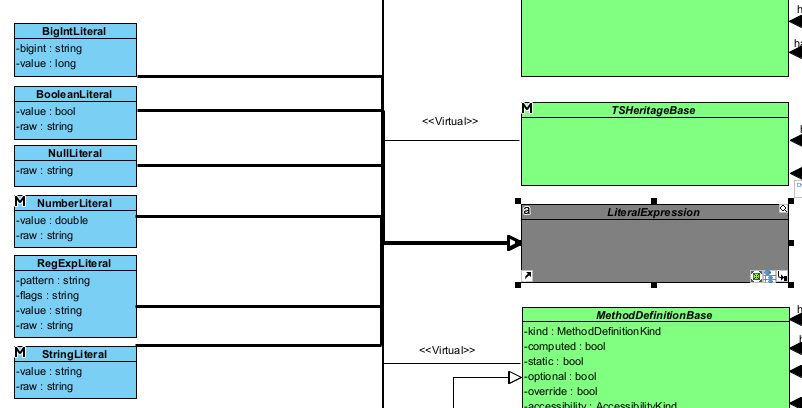 BigIntLiteral
-bigint : string
-value : long
BooleanLiteral
-value : bool
-raw : string
NullLiteral
-raw : string
M NumberLiteral
-value : double
-raw : string
RegExpLiteral
-pattern : string
-flags : string
-value : string
-raw : string
M StringLiteral
-value : string
-raw : string
<<Virtual>>
<<Virtual>>
M TSHeritageBase
a LiteralExpression
MethodDefinitionBase
-kind : MethodDefinitionKind
-computed : bool
-static : bool
-optional : bool
-override : bool
-accessibility : AccessibilityKind